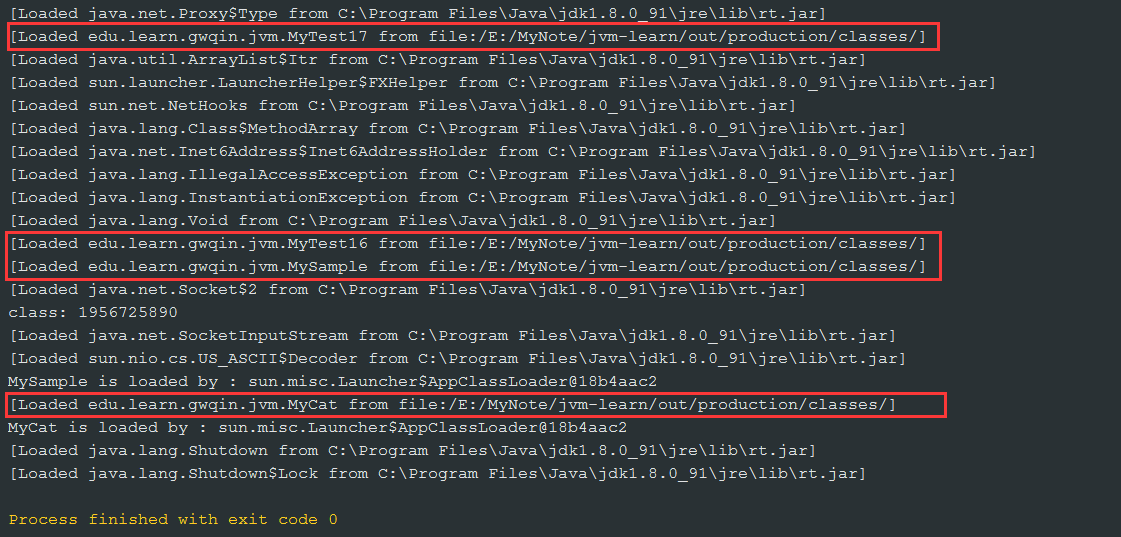 [Loaded java.net.Proxy$Type from C:\Program Files\Java\jdk1.8.0_91\jre\lib\rt.jar]
[Loaded edu.learn.gwqin.jvm.MyTest17 from file:/E:/MyNote/jvm-learn/out/production/classes/]
[Loaded java.util.ArrayList$Itr from C:\Program Files\Java\jdk1.8.0_91\jre\lib\rt.jar]
[Loaded sun.launcher.LauncherHelper$FXHelper from C:\Program Files\Java\jdk1.8.0_91\jre\lib\rt.jar]
[Loaded sun.net.NetHooks from C:\Program Files\Java\jdk1.8.0_91\jre\lib\rt.jar]
[Loaded java.lang.Class$MethodArray from C:\Program Files\Java\jdk1.8.0_91\jre\lib\rt.jar]
[Loaded java.net.Inet6Address$Inet6AddressHolder from C:\Program Files\Java\jdk1.8.0_91\jre\lib\rt.jar]
[Loaded java.lang.IllegalAccessException from C:\Program Files\Java\jdk1.8.0_91\jre\lib\rt.jar]
[Loaded java.lang.InstantiationException from C:\Program Files\Java\jdk1.8.0_91\jre\lib\rt.jar]
[Loaded java.lang.Void from C:\Program Files\Java\jdk1.8.0_91\jre\lib\rt.jar]
[Loaded edu.learn.gwqin.jvm.MyTest16 from file:/E:/MyNote/jvm-learn/out/production/classes/]
[Loaded edu.learn.gwqin.jvm.MySample from file:/E:/MyNote/jvm-learn/out/production/classes/]
[Loaded java.net.Socket$2 from C:\Program Files\Java\jdk1.8.0_91\jre\lib\rt.jar]
class: 1956725890
[Loaded java.net.SocketInputStream from C:\Program Files\Java\jdk1.8.0_91\jre\lib\rt.jar]
[Loaded sun.nio.cs.US_ASCII$Decoder from C:\Program Files\Java\jdk1.8.0_91\jre\lib\rt.jar]
MySample is loaded by : sun.misc.Launcher$AppClassLoader@18b4aac2
[Loaded edu.learn.gwqin.jvm.MyCat from file:/E:/MyNote/jvm-learn/out/production/classes/]
MyCat is loaded by : sun.misc.Launcher$AppClassLoader@18b4aac2
[Loaded java.lang.Shutdown from C:\Program Files\Java\jdk1.8.0_91\jre\lib\rt.jar]
[Loaded java.lang.Shutdown$Lock from C:\Program Files\Java\jdk1.8.0_91\jre\lib\rt.jar]
Process finished with exit code 0